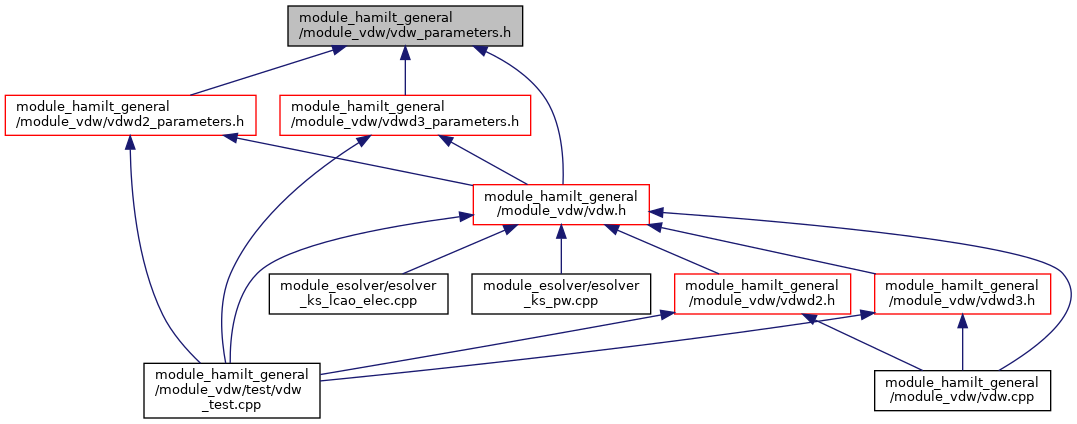 module_hamilt_general
/module_vdw/vdw_parameters.h
module_hamilt_general
/module_vdw/vdwd2_parameters.h
module_hamilt_general
/module_vdw/vdwd3_parameters.h
module_hamilt_general
/module_vdw/vdw.h
module_esolver/esolver
_ks_lcao_elec.cpp
module_esolver/esolver
_ks_pw.cpp
module_hamilt_general
/module_vdw/vdwd2.h
module_hamilt_general
/module_vdw/vdwd3.h
module_hamilt_general
/module_vdw/test/vdw
_test.cpp
module_hamilt_general
/module_vdw/vdw.cpp